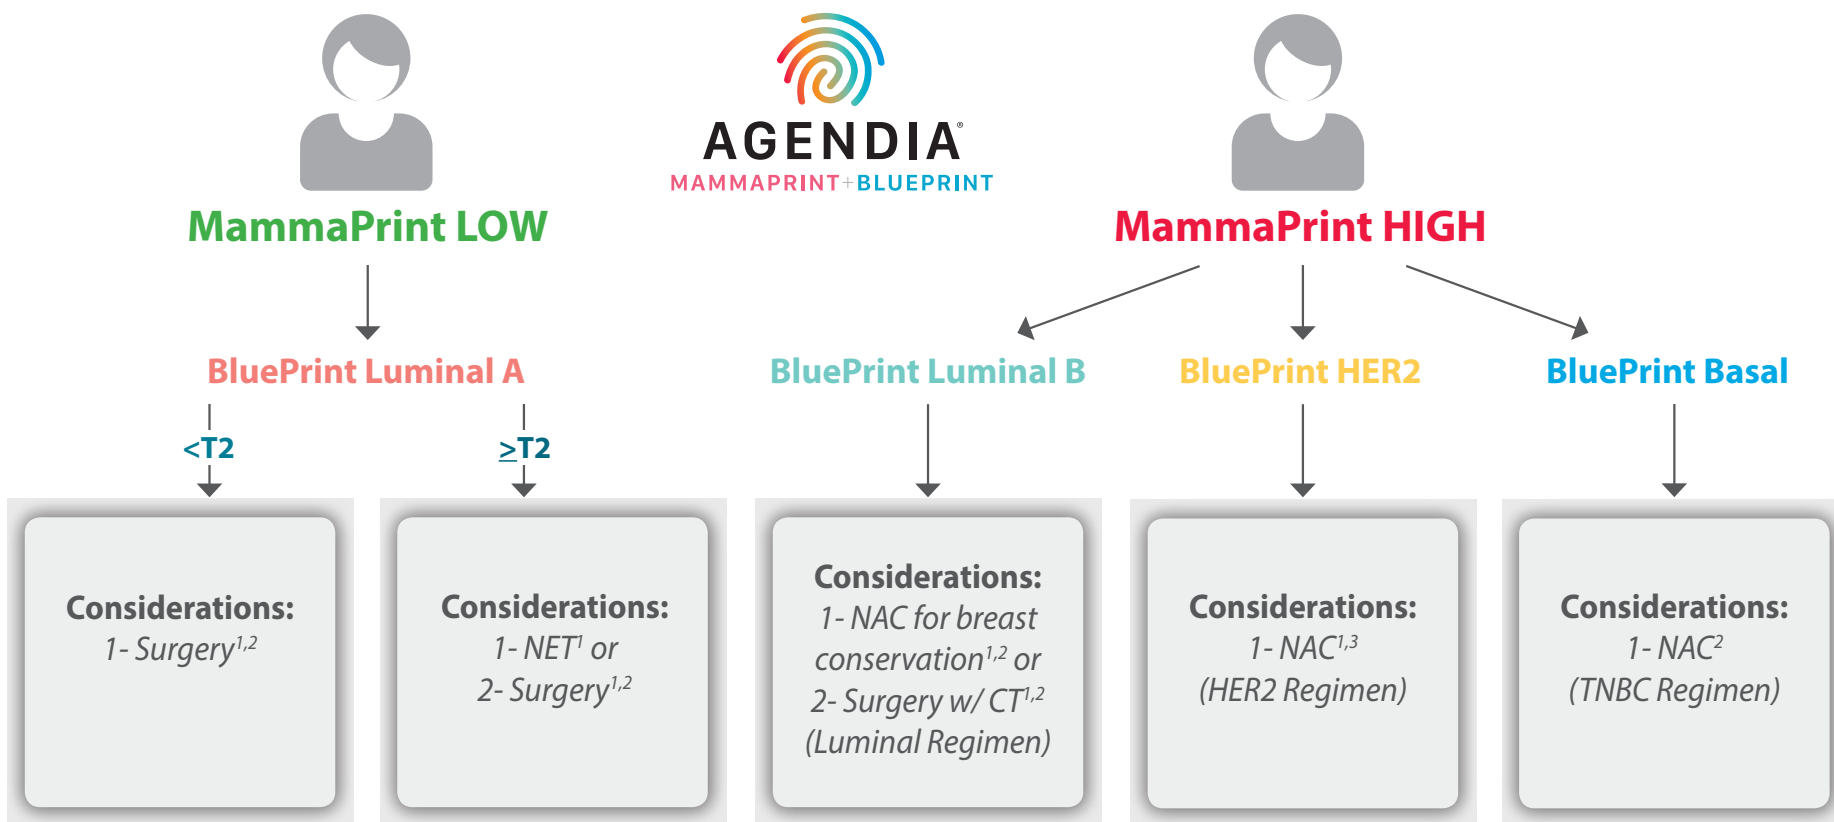 AGENDIA®
MAMMAPRINT+BLUEPRINT
MammaPrint LOW
MammaPrint HIGH
BluePrint Luminal A
BluePrint Luminal B
BluePrint HER2
BluePrint Basal
<T2
≥T2
Considerations:
1- Surgery1,2
Considerations:
1- NET1 or
2- Surgery1,2
Considerations:
1- NAC for breast
conservation1,2 or
2- Surgery w/ CT1,2
(Luminal Regimen)
Considerations:
1- NAC1,3
(HER2 Regimen)
Considerations:
1- NAC2
(TNBC Regimen)